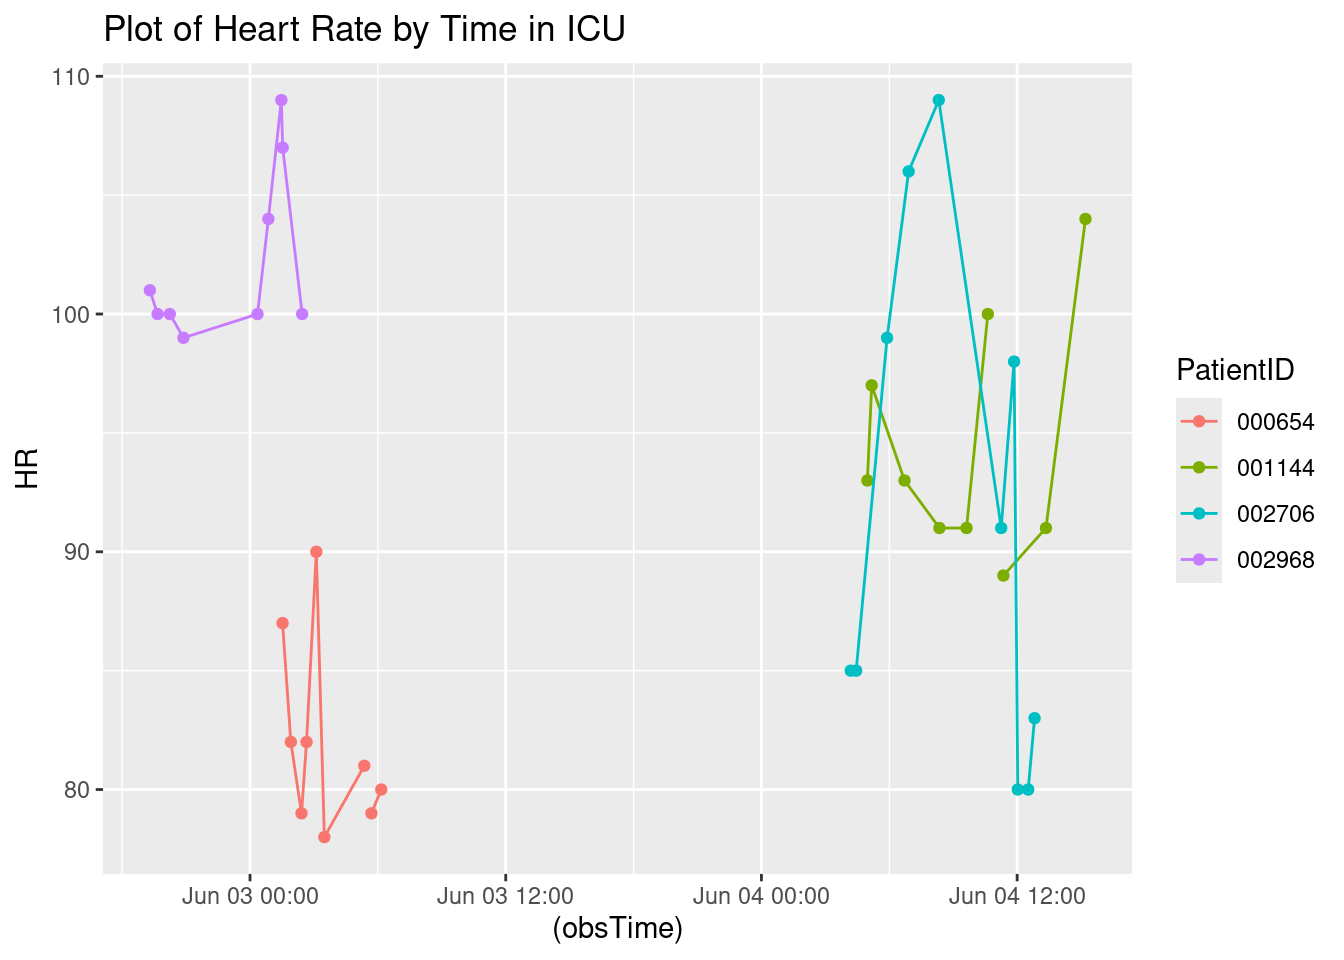 Plot of Heart Rate by Time in ICU
110
100
90
80
HR
Jun 03 00:00 Jun 03 12:00 Jun 04 00:00 Jun 04 12:00
(obsTime)
PatientID
000654
001144
002706
002968